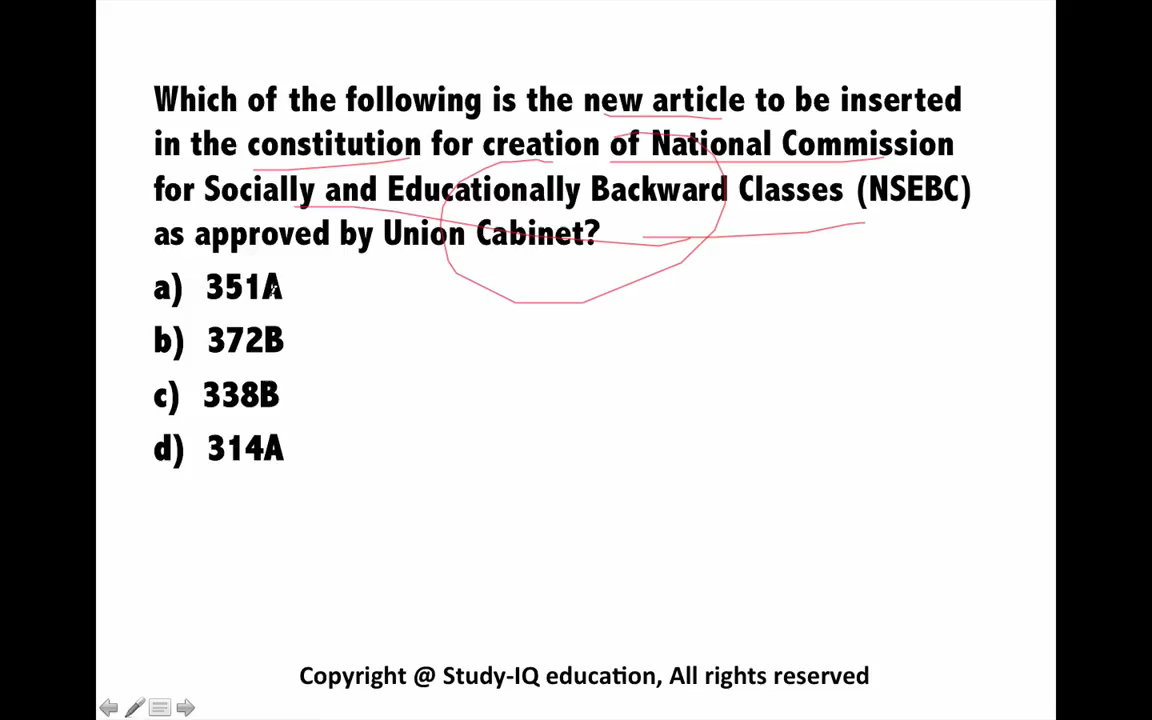 Which of the following is the new article to be inserted
in the constitution for creation of National Commission
for Socially and Educationally Backward Classes (NSEBC)
as approved by Union Cabinet?
a) 351A
b) 372B
c) 338B
d) 314A
Copyright @ Study-IQ education, All rights reserved